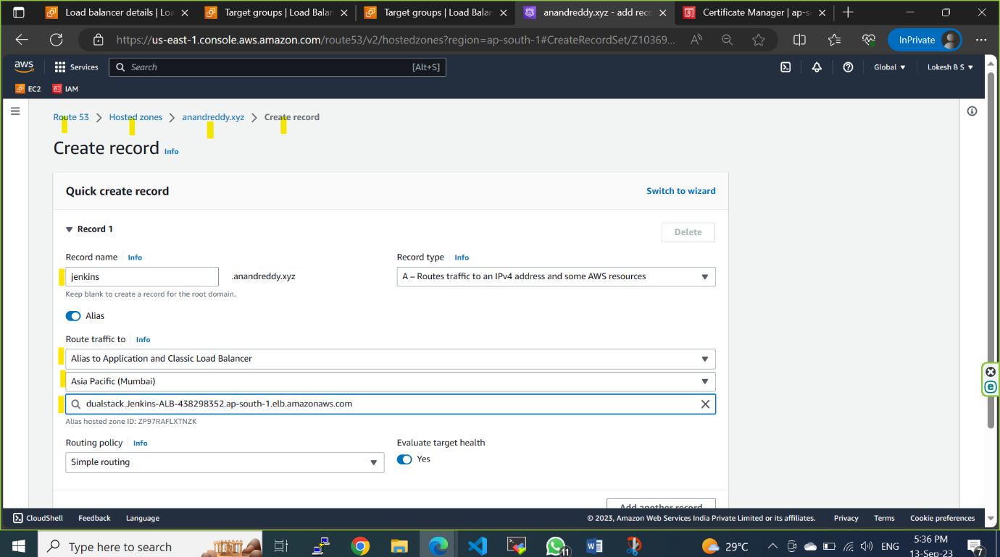 Load balancer details | Loa
Target groups | Load Balan
Target groups | Load Balan
anandreddy.xyz - add reco
Certificate Manager | ap-s
https://us-east-1.console.aws.amazon.com/route53/v2/hostedzones?region=ap-south-1#CreateRecordSet/Z10369...
InPrivate
aws
Services
Search
[Alt+S]
Global
Lokesh B S
EC2
IAM
Route 53
Hosted zones
anandreddy.xyz
Create record
Create record Info
Quick create record
Switch to wizard
Record 1
Delete
Record name Info
Record type Info
jenkins
.anandreddy.xyz
A – Routes traffic to an IPv4 address and some AWS resources
Keep blank to create a record for the root domain.
Alias
Route traffic to Info
Alias to Application and Classic Load Balancer
Asia Pacific (Mumbai)
dualstack.Jenkins-ALB-438298352.ap-south-1.elb.amazonaws.com
Alias hosted zone ID: ZP97RAFLXTNZK
Routing policy Info
Evaluate target health
Simple routing
Yes
Add another record
CloudShell
Feedback
Language
© 2023, Amazon Web Services India Private Limited or its affiliates.
Privacy
Terms
Cookie preferences
Type here to search
11
29°C
ENG
5:36 PM
13-Sep-23
7